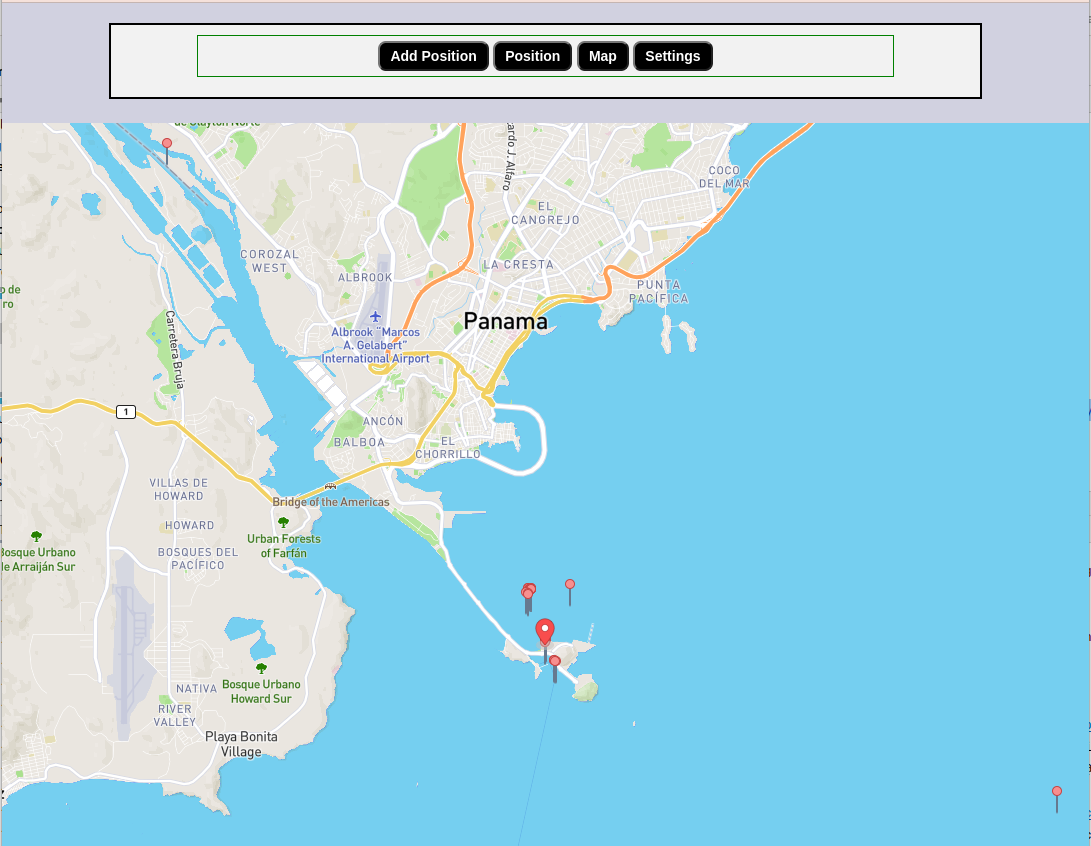 Add Position Position Map Settings
de Clayton Norte
ardo J. Alfaro
COCO
DEL MAR
EL
CANGREJO
COROZAL
WEST
ALBROOK
LA CRESTA
PUNTA
PACÍFICA
o de
ro
Panama
Albrook "Marcos
A. Gelabert"
International Airport
Carretera Bruja
1
ANCÓN
BALBOA
EL
CHORRILLO
VILLAS DE
HOWARD
Bridge of the Americas
HOWARD
Urban Forests
of Farfán
Bosque Urbano
de Arraiján Sur
BOSQUES DEL
PACÍFICO
NATIVA
Bosque Urbano
Howard Sur
RIVER
VALLEY
Playa Bonita
Village